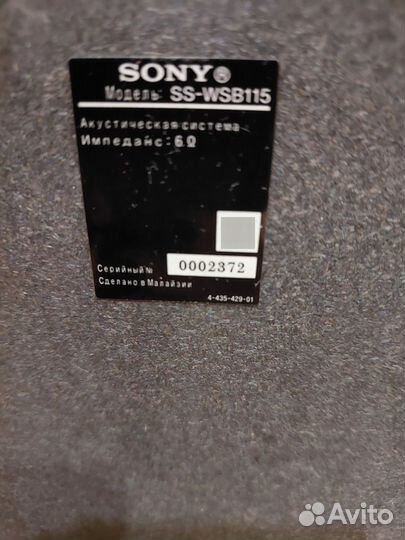 SONY®
Модель: SS-WSB115
Акустическая система
Импеданс: 6 Ω
Серийный № 0002372
Сделано в Малайзии
4-435-429-01
Avito